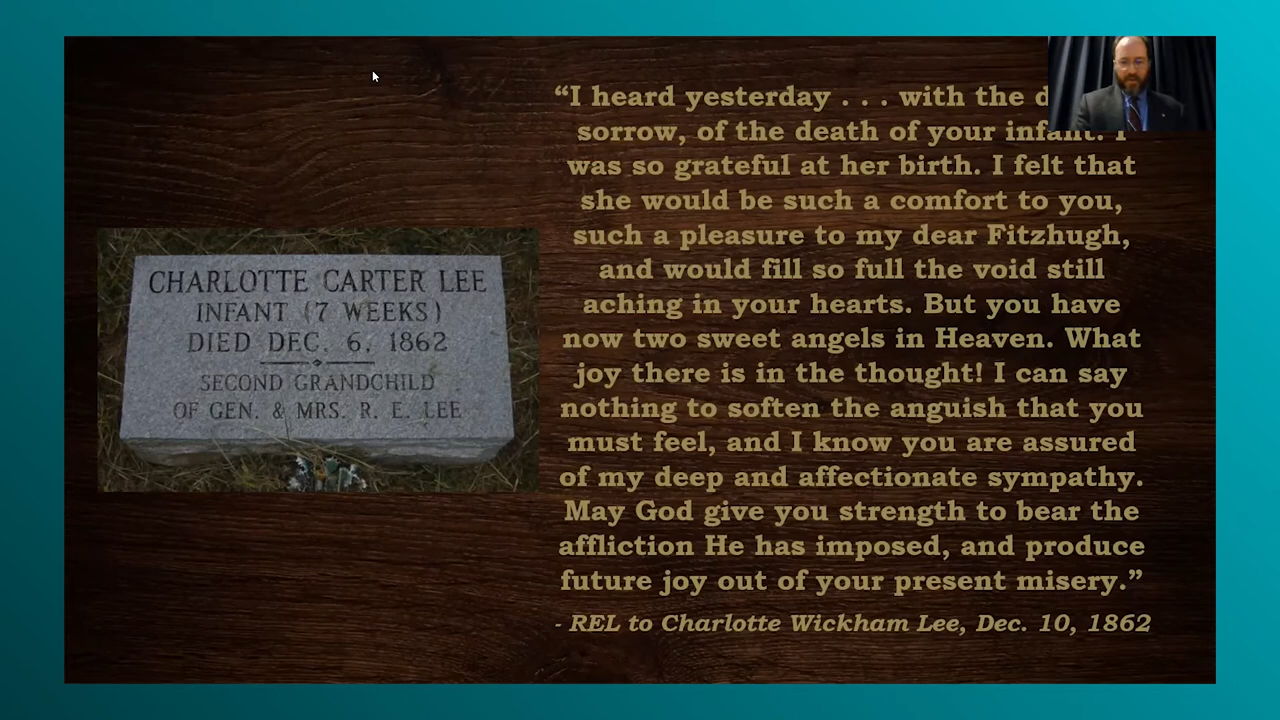 CHARLOTTE CARTER LEE
INFANT (7 WEEKS)
DIED DEC. 6, 1862
SECOND GRANDCHILD
OF GEN. & MRS. R. E. LEE
“I heard yesterday . . . with the
sorrow, of the death of your infant. I
was so grateful at her birth. I felt that
she would be such a comfort to you,
such a pleasure to my dear Fitzhugh,
and would fill so full the void still
aching in your hearts. But you have
now two sweet angels in Heaven. What
joy there is in the thought! I can say
nothing to soften the anguish that you
must feel, and I know you are assured
of my deep and affectionate sympathy.
May God give you strength to bear the
affliction He has imposed, and produce
future joy out of your present misery.”
- REL to Charlotte Wickham Lee, Dec. 10, 1862